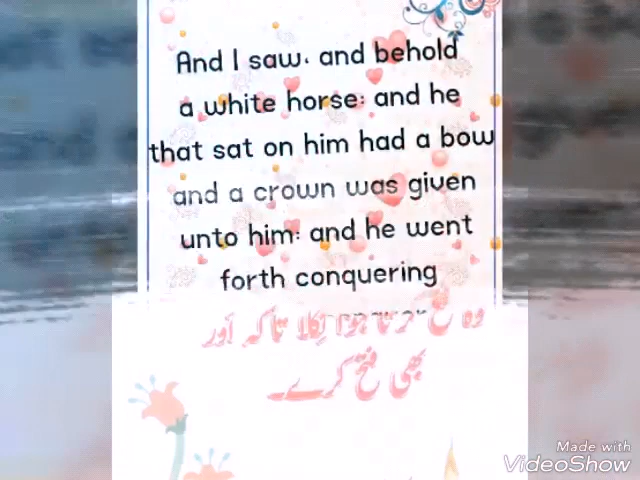 And I saw, and behold
a white horse: and he
that sat on him had a bow
and a crown was given
unto him: and he went
forth conquering
وہ فتح کرتا ہوا نکلا تاکہ اور
بھی فتح کرے۔
Made with
VideoShow